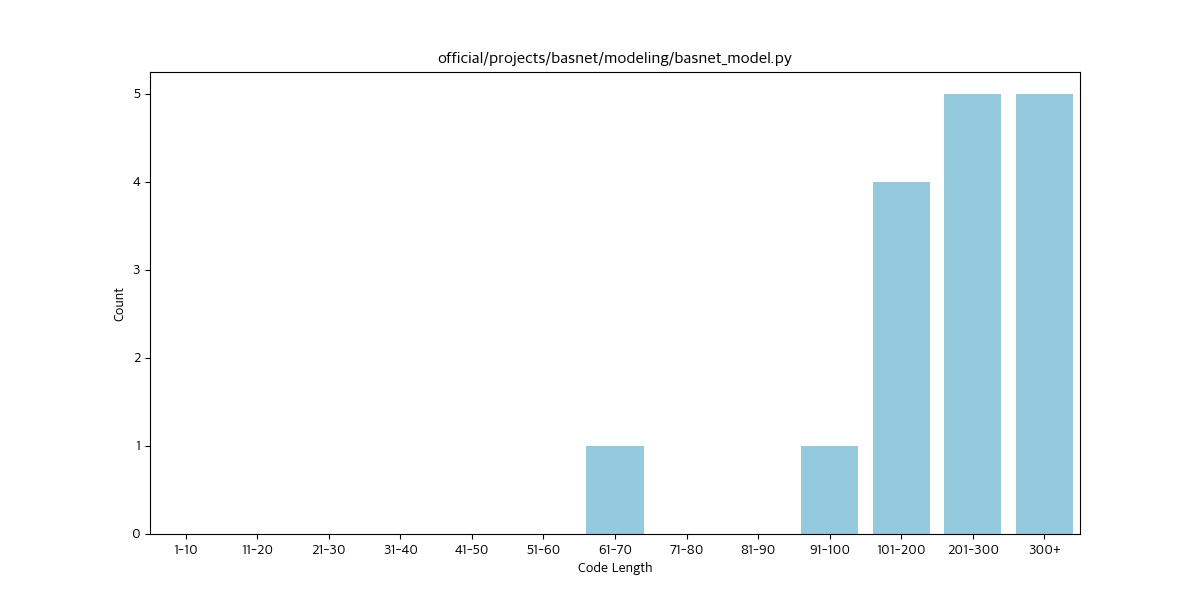 official/projects/basnet/modeling/basnet_model.py
5
4
3
2
1
0
Count
1-10 11-20 21-30 31-40 41-50 51-60 61-70 71-80 81-90 91-100 101-200 201-300 300+
Code Length